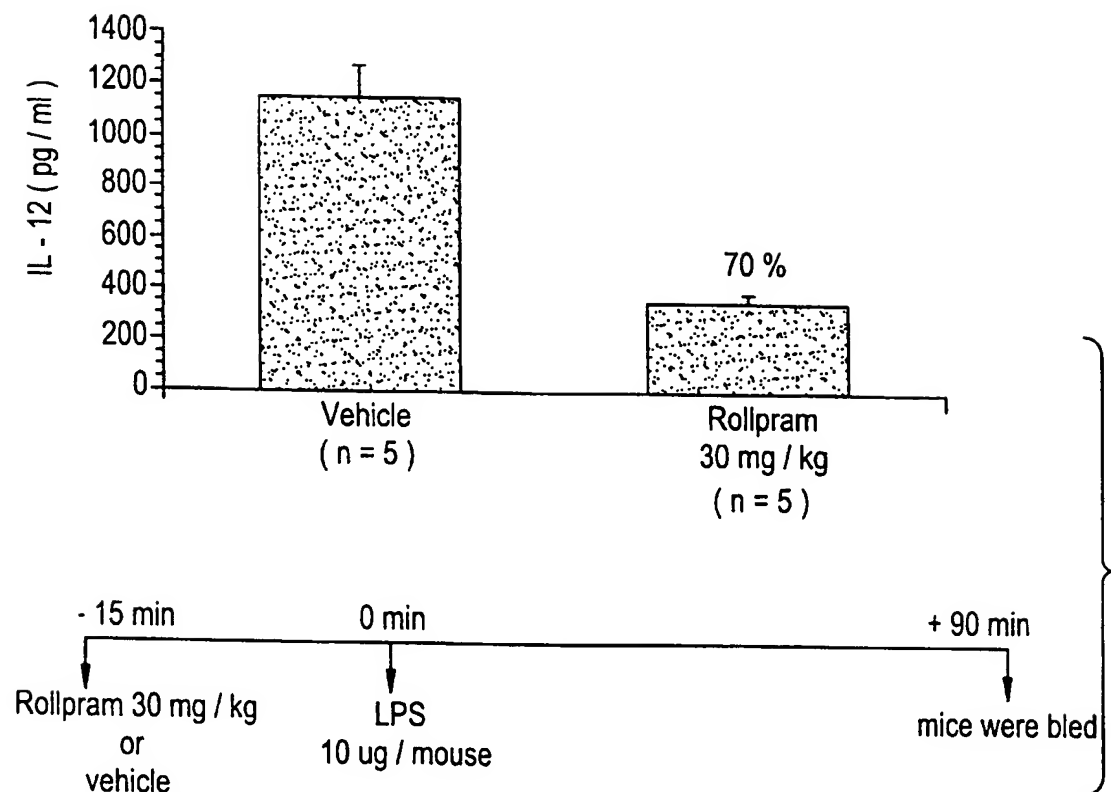 1400
1200
1000
800
600
400
200
0
IL - 12 ( pg / ml )
70 %
Vehicle
( n = 5 )
Rollpram
30 mg / kg
( n = 5 )
- 15 min
0 min
+ 90 min
Rollpram 30 mg / kg
or
vehicle
LPS
10 ug / mouse
mice were bled